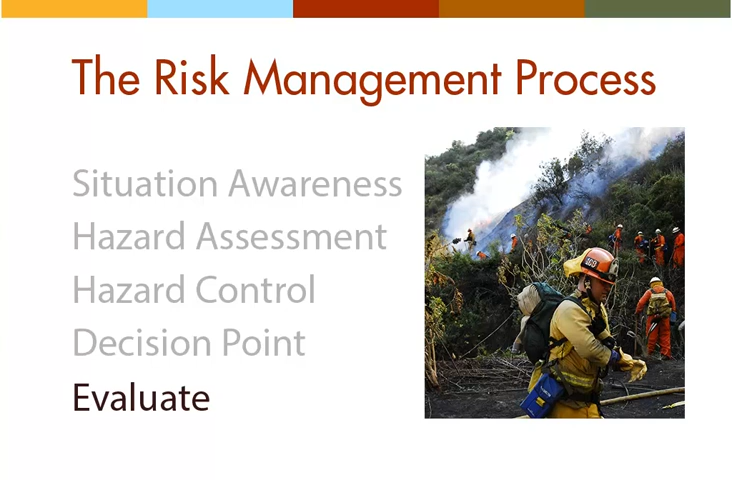 The Risk Management Process
Situation Awareness
Hazard Assessment
Hazard Control
Decision Point
Evaluate